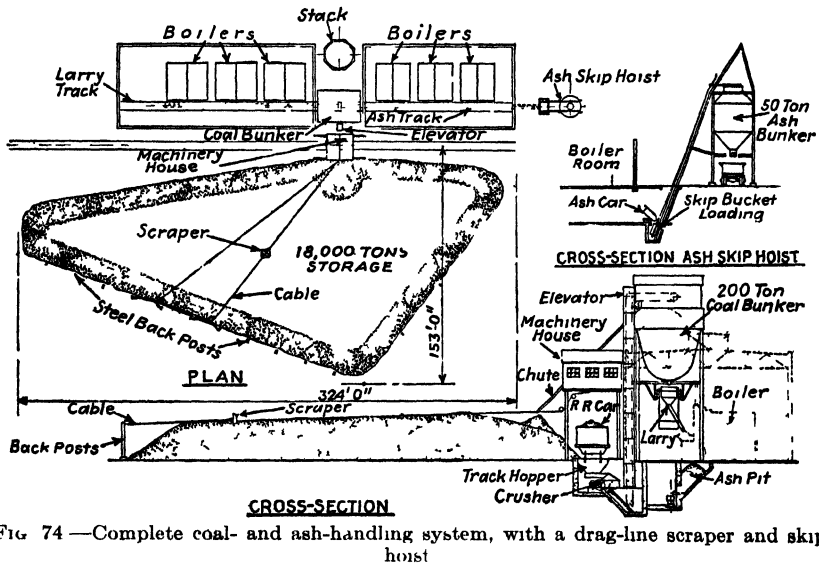 Stack
Boilers
Boilers
Larry
Track
Ash Track
Coal Bunker
Elevator
Machinery
House
Ash Skip Hoist
50 Ton
Ash
Bunker
Boiler
Room
Ash Car
Skip Bucket
Loading
CROSS-SECTION ASH SKIP HOIST
Scraper
18,000 TONS
STORAGE
Cable
Steel Back Posts
153'0"
PLAN
324'0"
Elevator
200 Ton
Coal Bunker
Machinery
House
Chute
R R Car
Boiler
Larry
Cable
Scraper
Back Posts
Track Hopper
Crusher
Ash Pit
CROSS-SECTION
FIG 74—Complete coal- and ash-handling system, with a drag-line scraper and skip
hoist